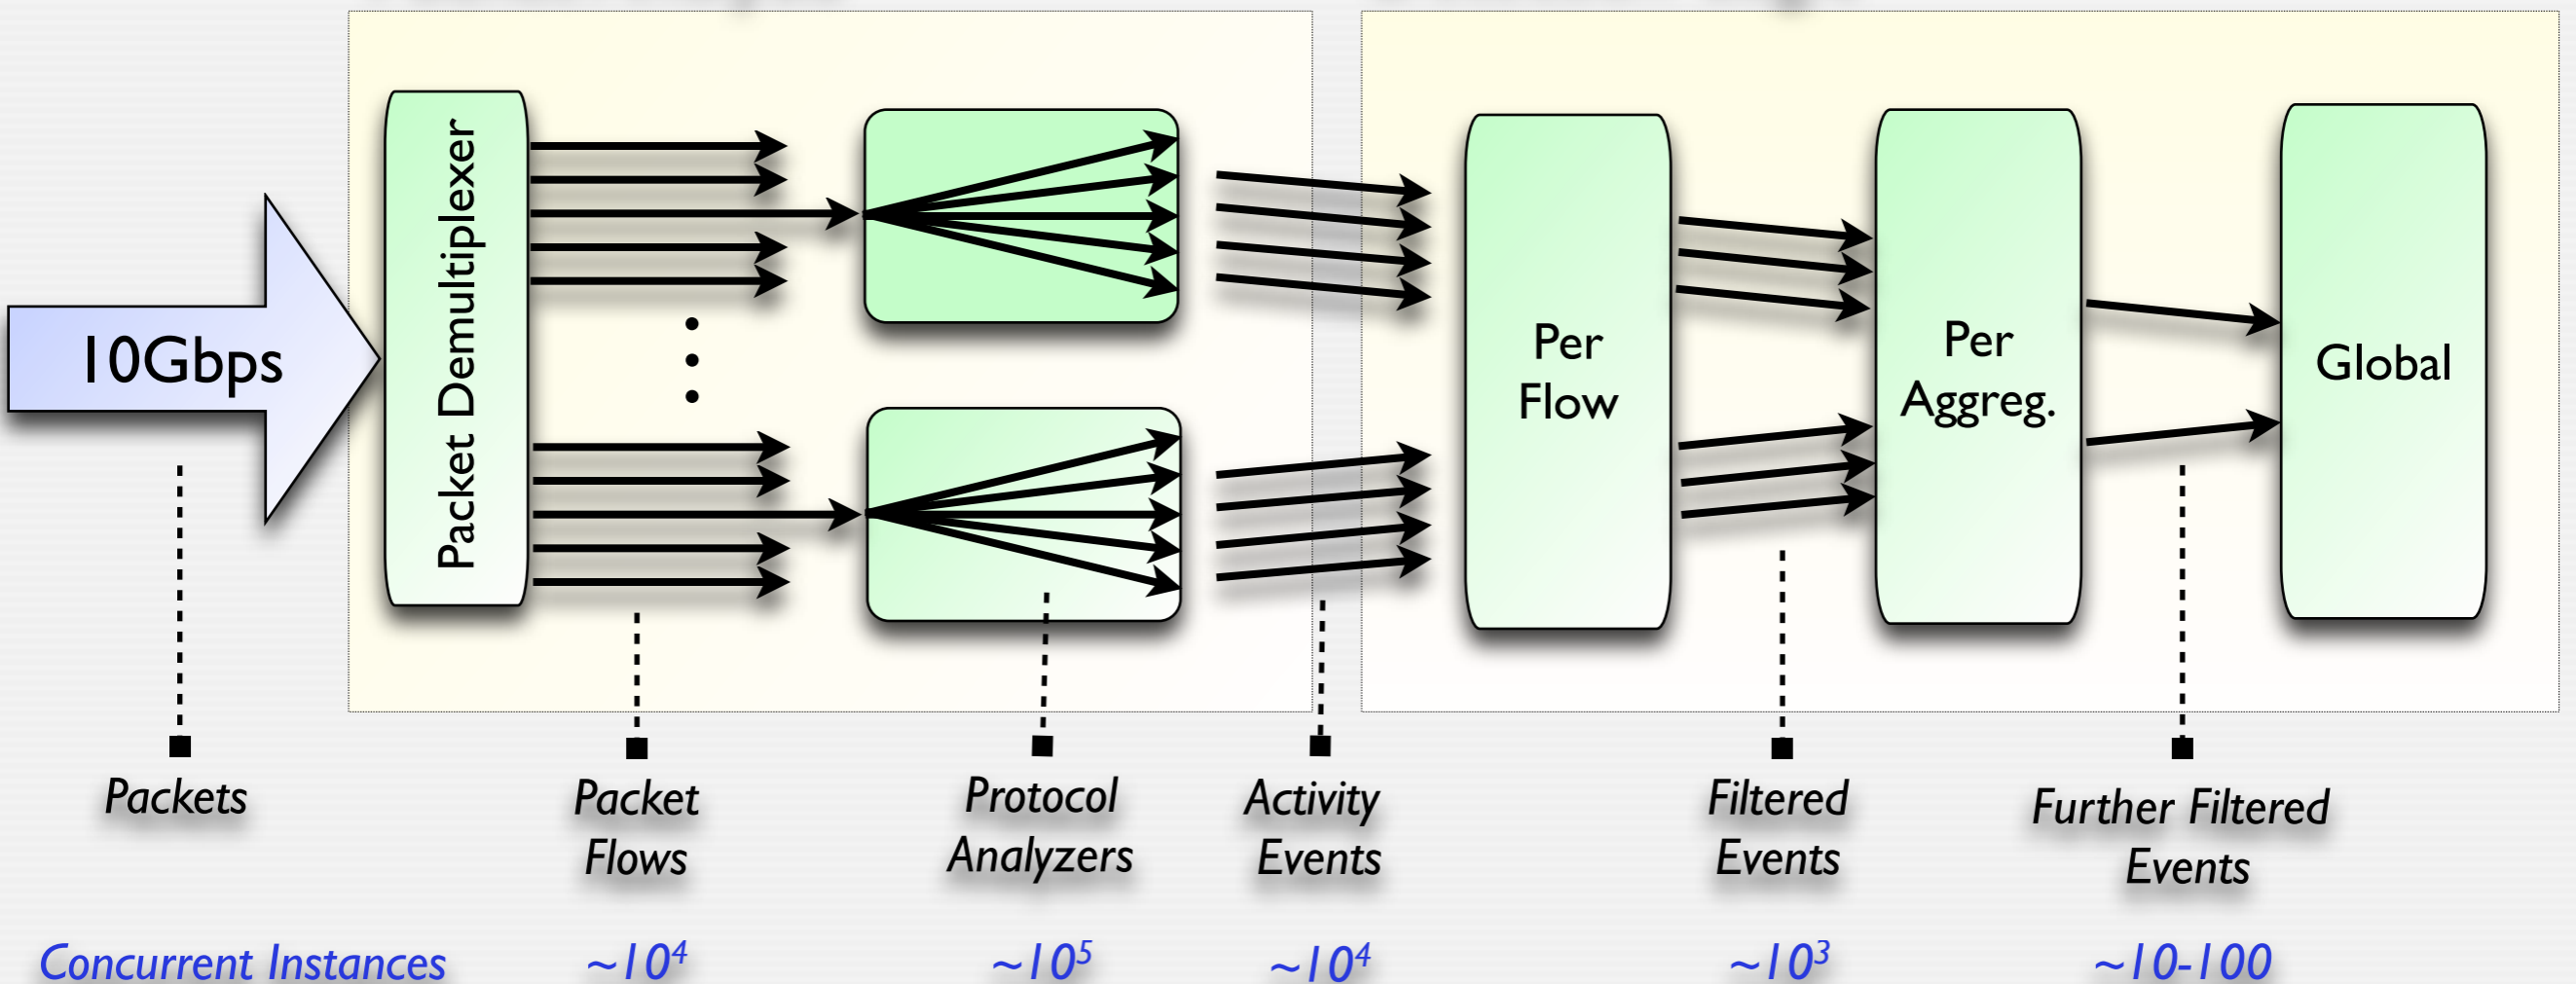 10Gbps
Packet Demultiplexer
Per
Flow
Per
Aggreg.
Global
Packets
Packet
Flows
Protocol
Analyzers
Activity
Events
Filtered
Events
Further Filtered
Events
Concurrent Instances
~10⁴
~10⁵
~10⁴
~10³
~10-100